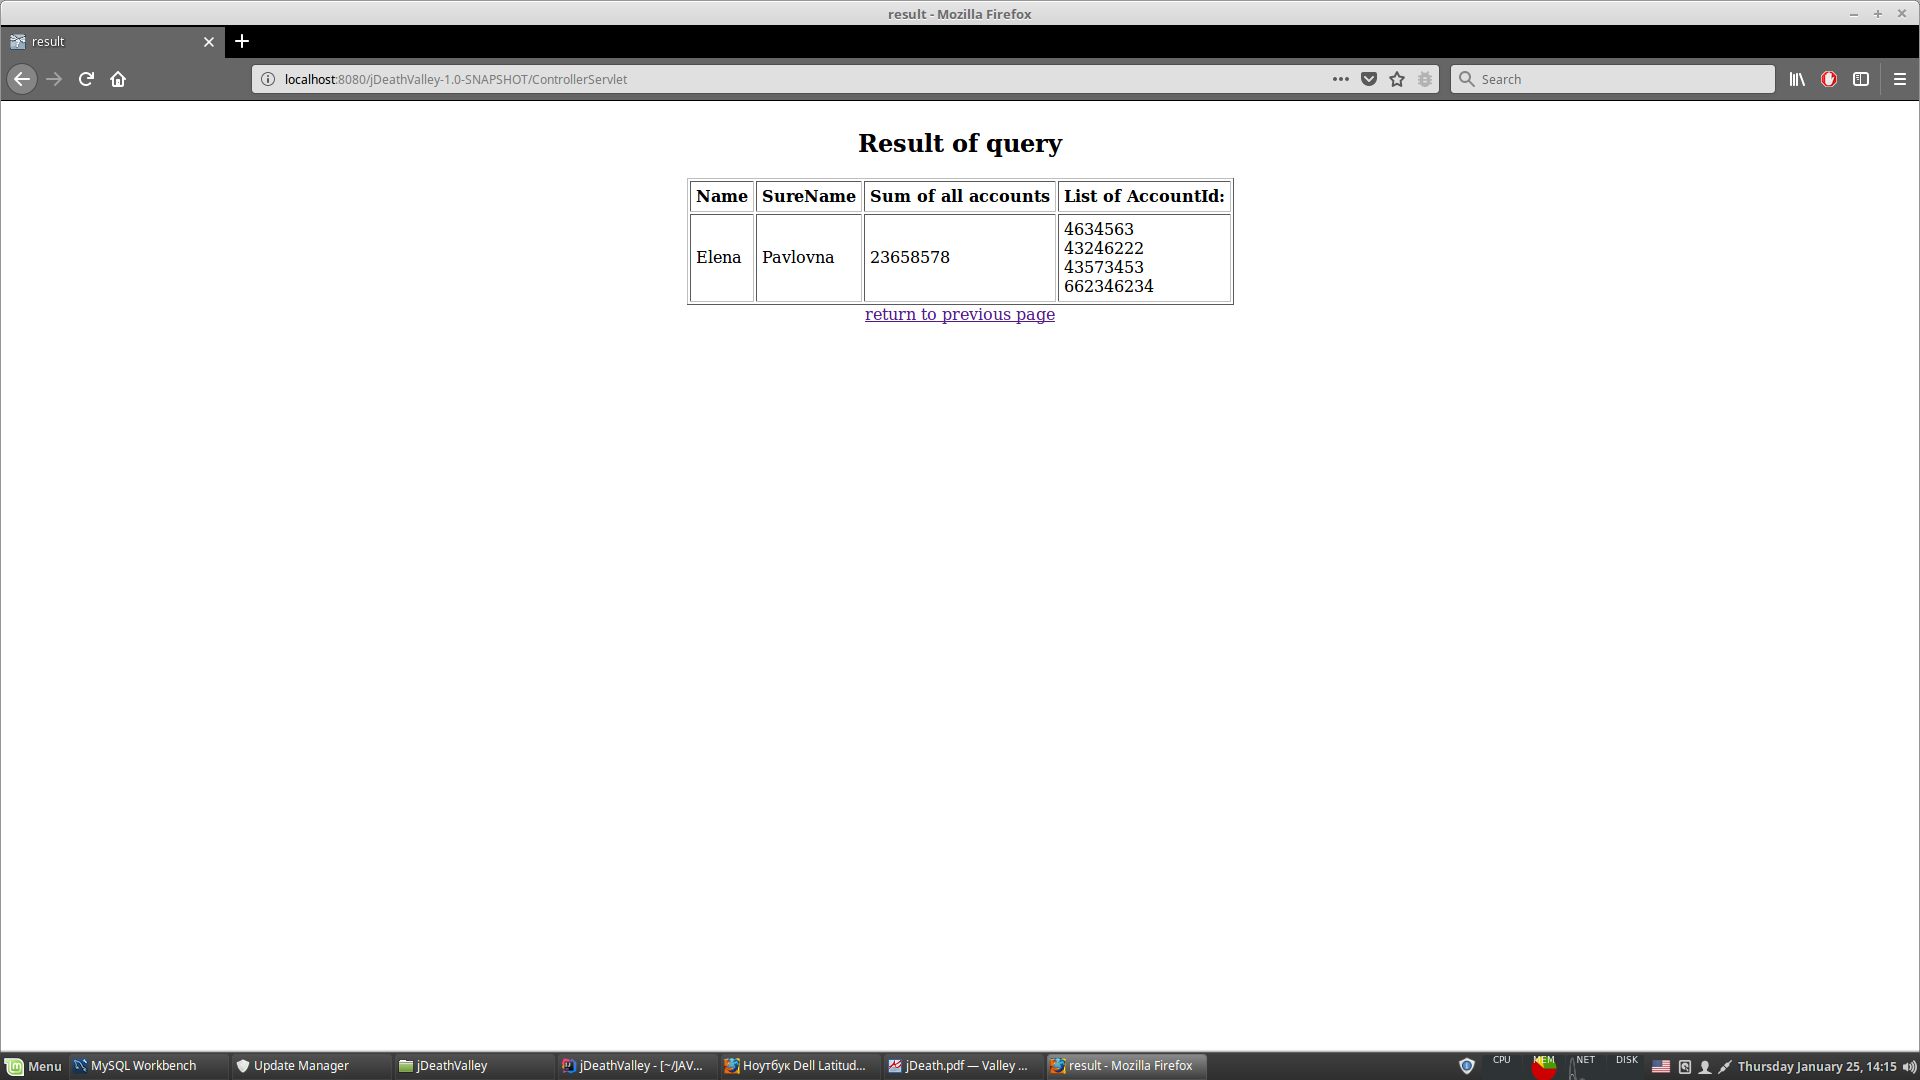 result - Mozilla Firefox
result
localhost:8080/jDeathValley-1.0-SNAPSHOT/ControllerServlet
Search
Result of query
Name SureName Sum of all accounts List of AccountId:
Elena Pavlovna 23658578 4634563
43246222
43573453
662346234
return to previous page
Menu MySQL Workbench Update Manager jDeathValley jDeathValley - [~/JAV... Ноутбук Dell Latitud... jDeath.pdf — Valley ... result - Mozilla Firefox CPU MEM NET DISK Thursday January 25, 14:15